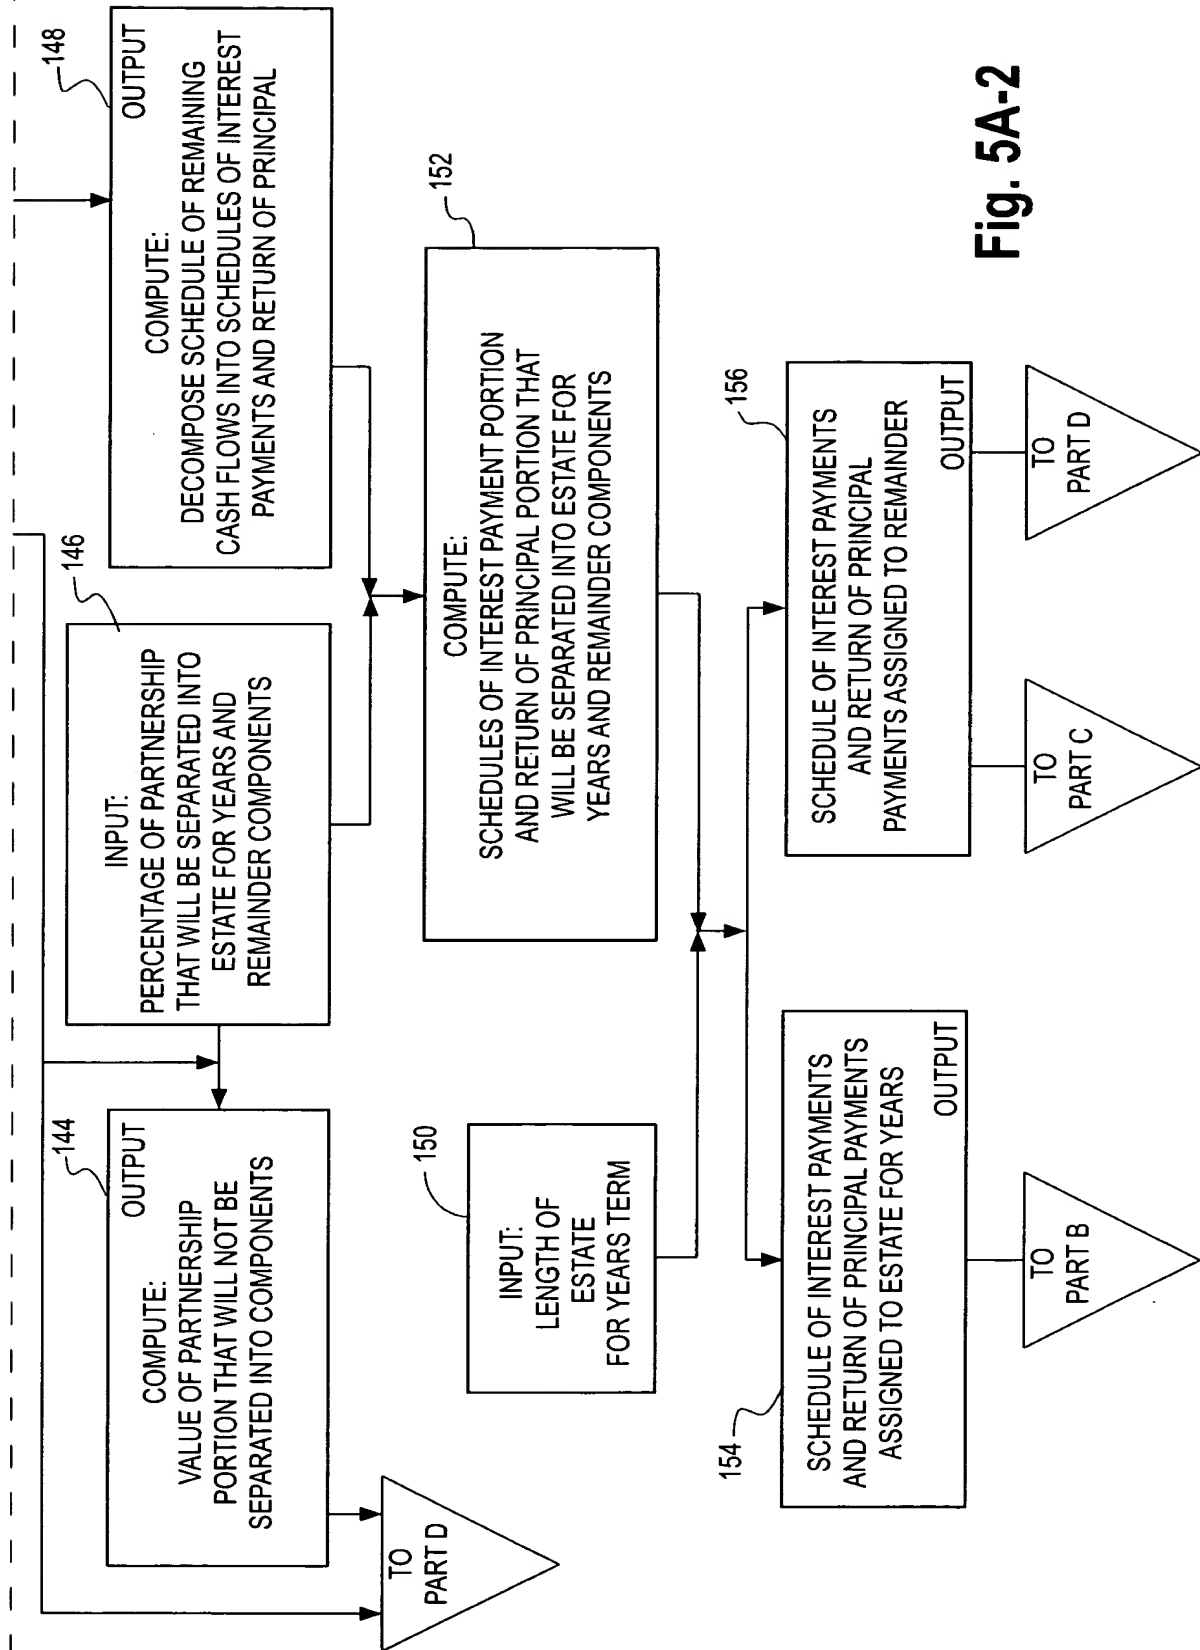 144
COMPUTE:
OUTPUT
VALUE OF PARTNERSHIP
PORTION THAT WILL NOT BE
SEPARATED INTO COMPONENTS
146
INPUT:
PERCENTAGE OF PARTNERSHIP
THAT WILL BE SEPARATED INTO
ESTATE FOR YEARS AND
REMAINDER COMPONENTS
148
OUTPUT
COMPUTE:
DECOMPOSE SCHEDULE OF REMAINING
CASH FLOWS INTO SCHEDULES OF INTEREST
PAYMENTS AND RETURN OF PRINCIPAL
TO
PART D
150
INPUT:
LENGTH OF
ESTATE
FOR YEARS TERM
152
COMPUTE:
SCHEDULES OF INTEREST PAYMENT PORTION
AND RETURN OF PRINCIPAL PORTION THAT
WILL BE SEPARATED INTO ESTATE FOR
YEARS AND REMAINDER COMPONENTS
154
SCHEDULE OF INTEREST PAYMENTS
AND RETURN OF PRINCIPAL PAYMENTS
ASSIGNED TO ESTATE FOR YEARS
OUTPUT
156
SCHEDULE OF INTEREST PAYMENTS
AND RETURN OF PRINCIPAL
PAYMENTS ASSIGNED TO REMAINDER
OUTPUT
TO
PART B
TO
PART C
TO
PART D
Fig. 5A-2